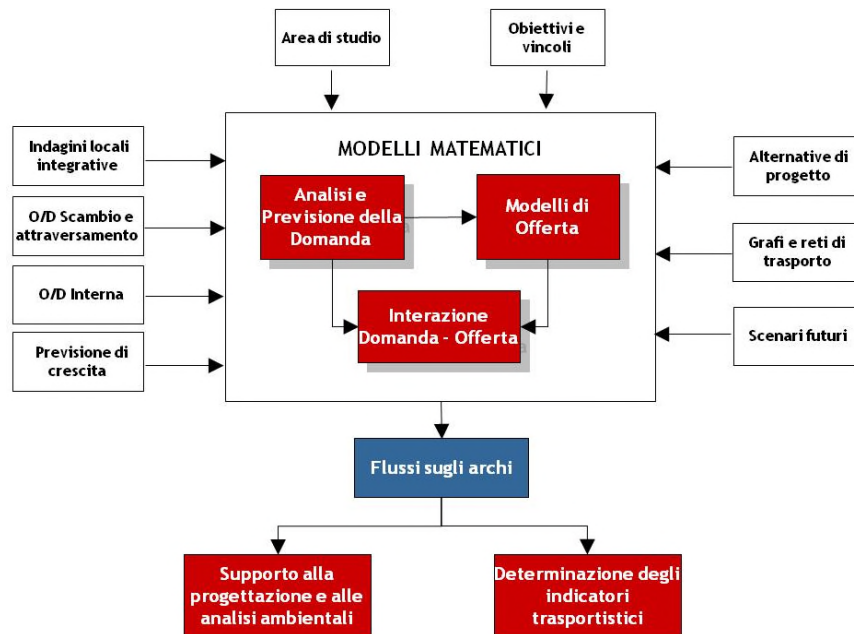 Area di studio
Obiettivi e
vincoli
Indagini locali
integrative
O/D Scambio e
attraversamento
O/D Interna
Previsione di
crescita
MODELLI MATEMATICI
Analisi e
Previsione della
Domanda
Modelli di
Offerta
Interazione
Domanda - Offerta
Alternative di
progetto
Grafi e reti di
trasporto
Scenari futuri
Flussi sugli archi
Supporto alla
progettazione e alle
analisi ambientali
Determinazione degli
indicatori
trasportistici